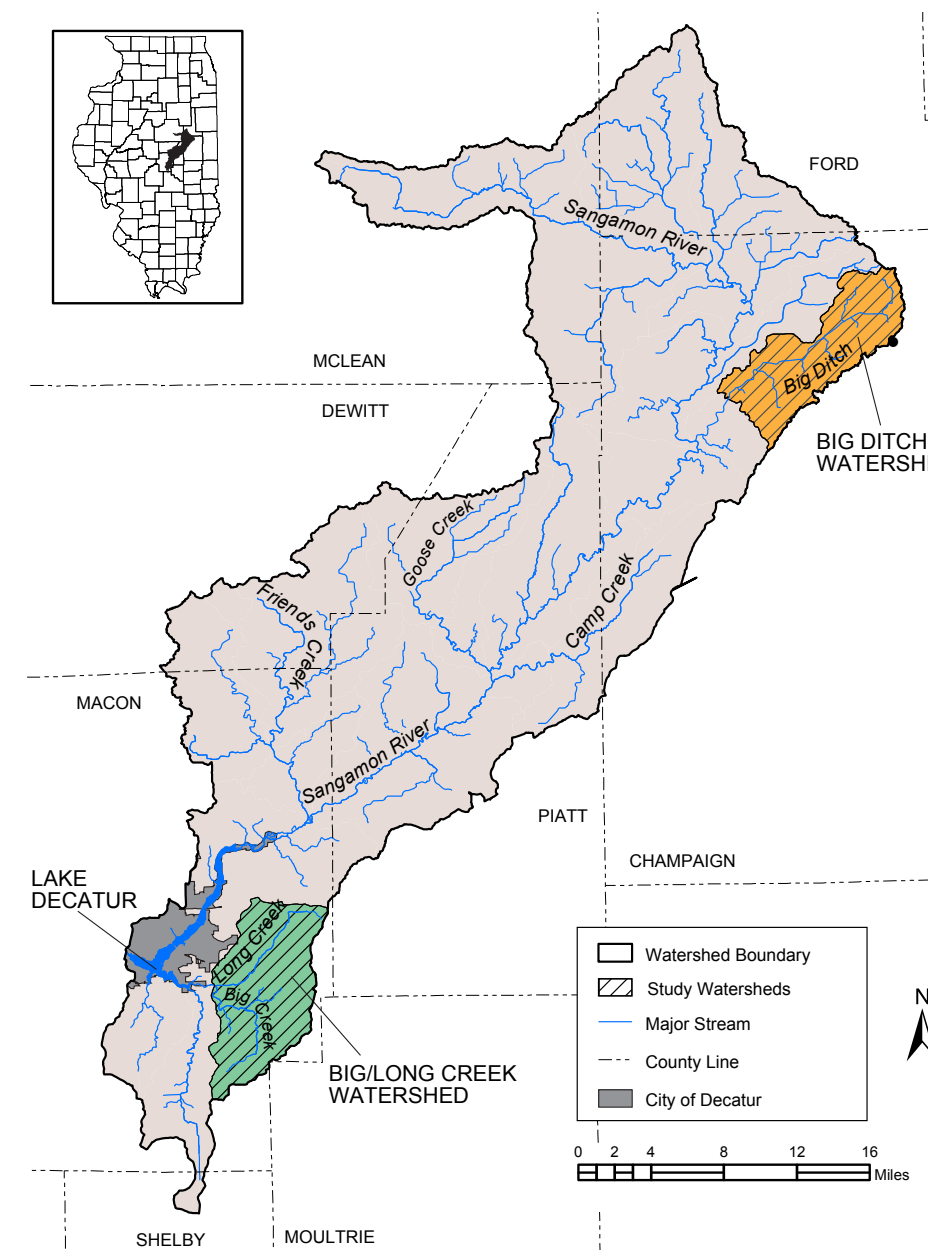 FORD
Sangamon River
MCLEAN
DEWITT
Big Ditch
BIG DITCH
WATERSH
Goose Creek
Friends Creek
Camp Creek
MACON
Sangamon River
PIATT
CHAMPAIGN
LAKE
DECATUR
Long Creek
Big Creek
BIG/LONG CREEK
WATERSHED
Watershed Boundary
Study Watersheds
Major Stream
County Line
City of Decatur
N
0 2 4 8 12 16
Miles
SHELBY
MOULTRIE